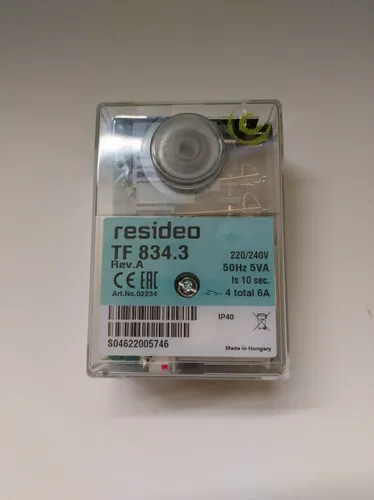 resideo
TF 834.3
Rev.A
220/240V
50Hz 5VA
ls 10 sec.
CE EAC
4 total 6A
Art.No.02234
IP40
S04622005746
Made in Hungary